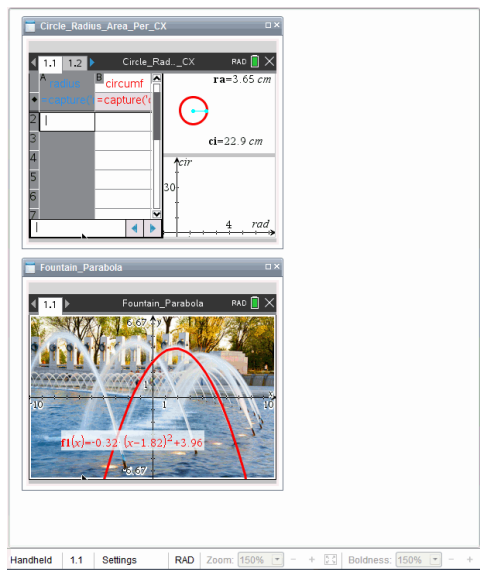 Circle_Radius_Area_Per_CX
1.1 1.2 Circle_Rad..._CX RAD
A radius B circumf
=capture(' =capture('c
2
3
4
5
6
7
ra=3.65 cm
ci=22.9 cm
cir
30
4 rad
Fountain_Parabola
1.1 Fountain_Parabola RAD
6.67 y
1
-10 1 10
f1(x)=-0.32·(x-1.82)²+3.96
-6.67
Handheld 1.1 Settings RAD Zoom: 150% − + Boldness: 150% − +